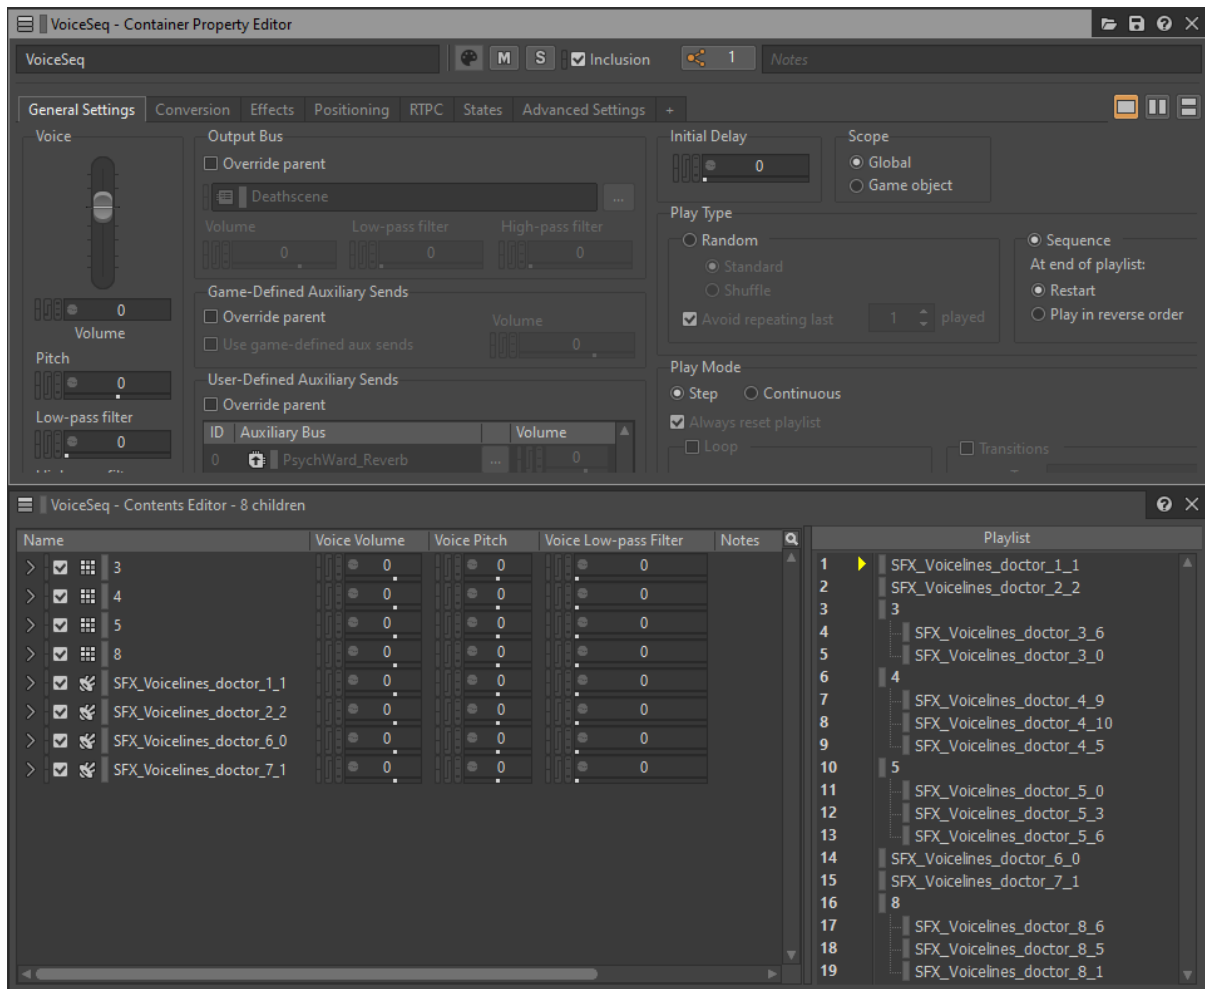 VoiceSeq - Container Property Editor
VoiceSeq
M S Inclusion 1 Notes
General Settings Conversion Effects Positioning RTPC States Advanced Settings +
Voice
0
Volume
Pitch
0
Low-pass filter
0
Output Bus
Override parent
Deathscene ...
Volume Low-pass filter High-pass filter
0 0 0
Game-Defined Auxiliary Sends
Override parent
Volume
Use game-defined aux sends 0
User-Defined Auxiliary Sends
Override parent
ID Auxiliary Bus Volume
0 PsychWard_Reverb ... 0
Initial Delay
0
Scope
Global
Game object
Play Type
Random
Standard
Shuffle
Avoid repeating last 1 played
Sequence
At end of playlist:
Restart
Play in reverse order
Play Mode
Step Continuous
Always reset playlist
Loop
Transitions
VoiceSeq - Contents Editor - 8 children
Name Voice Volume Voice Pitch Voice Low-pass Filter Notes
3 0 0 0
4 0 0 0
5 0 0 0
8 0 0 0
SFX_Voicelines_doctor_1_1 0 0 0
SFX_Voicelines_doctor_2_2 0 0 0
SFX_Voicelines_doctor_6_0 0 0 0
SFX_Voicelines_doctor_7_1 0 0 0
Playlist
1 SFX_Voicelines_doctor_1_1
2 SFX_Voicelines_doctor_2_2
3 3
4 SFX_Voicelines_doctor_3_6
5 SFX_Voicelines_doctor_3_0
6 4
7 SFX_Voicelines_doctor_4_9
8 SFX_Voicelines_doctor_4_10
9 SFX_Voicelines_doctor_4_5
10 5
11 SFX_Voicelines_doctor_5_0
12 SFX_Voicelines_doctor_5_3
13 SFX_Voicelines_doctor_5_6
14 SFX_Voicelines_doctor_6_0
15 SFX_Voicelines_doctor_7_1
16 8
17 SFX_Voicelines_doctor_8_6
18 SFX_Voicelines_doctor_8_5
19 SFX_Voicelines_doctor_8_1